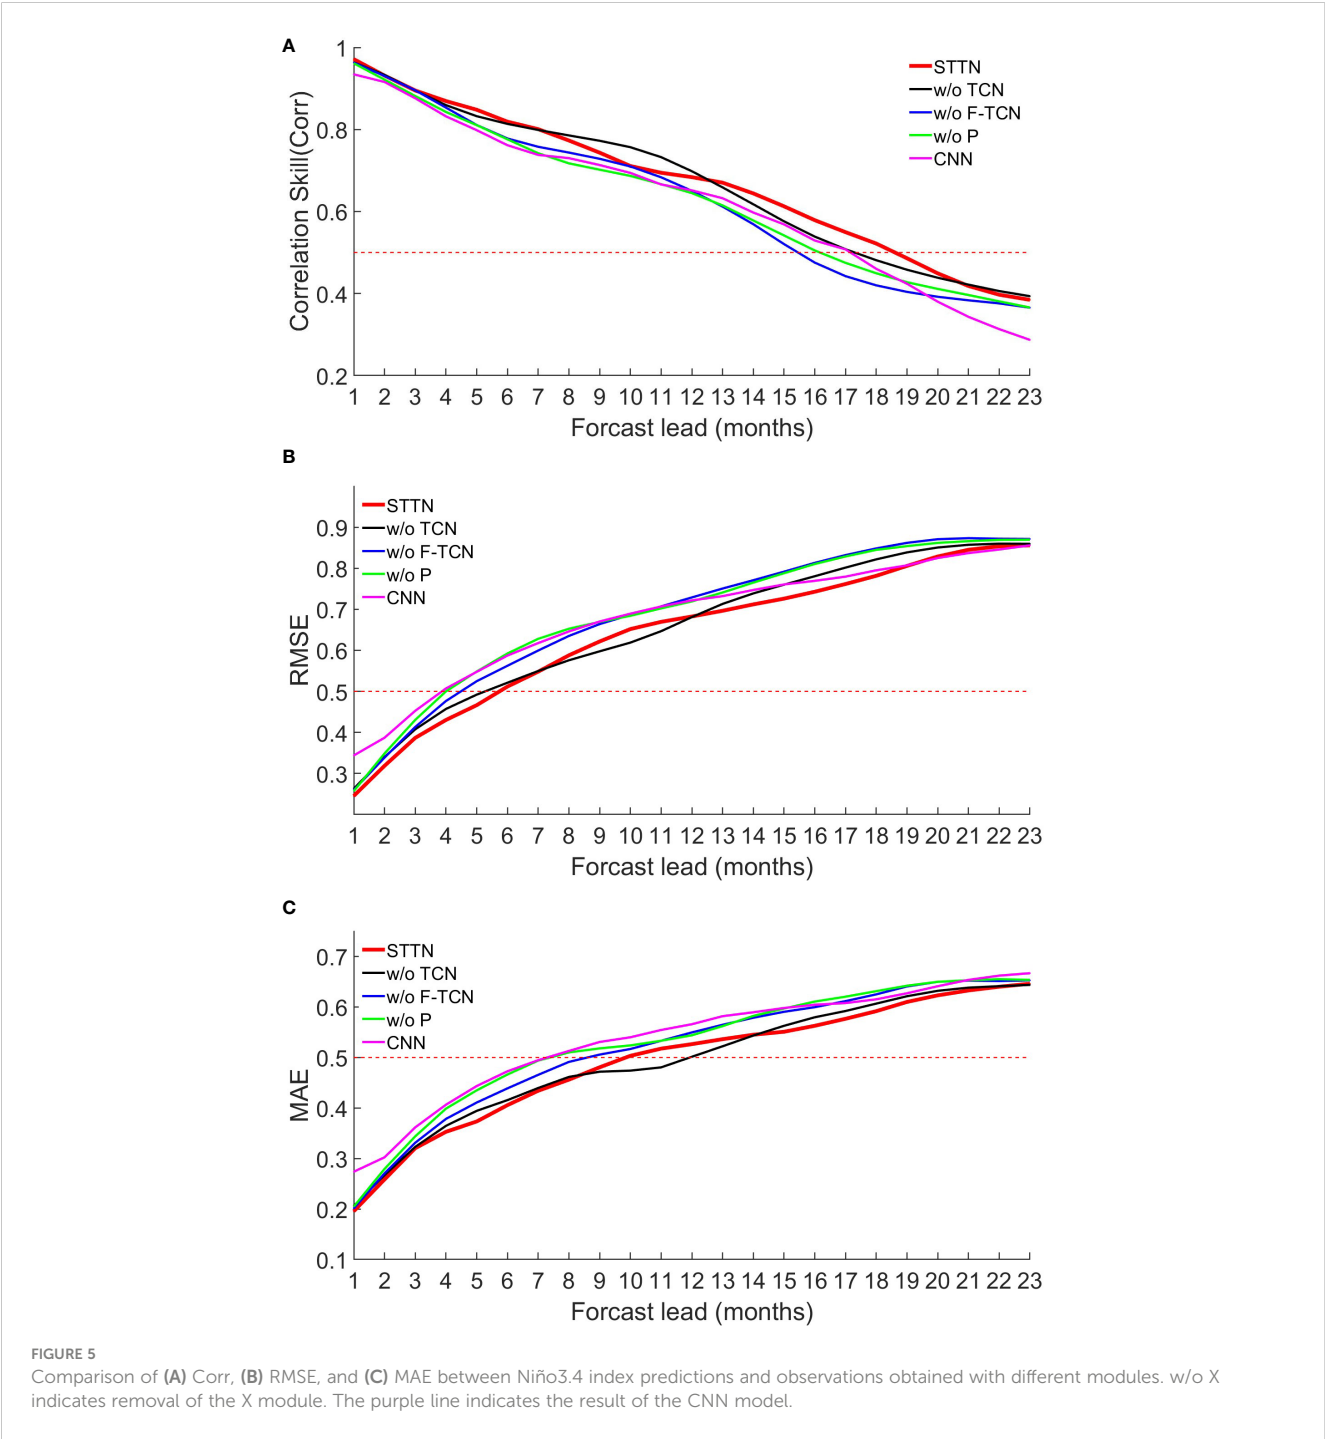 A
1
0.8
0.6
0.4
0.2
Correlation Skill(Corr)
STTN
w/o TCN
w/o F-TCN
w/o P
CNN
1 2 3 4 5 6 7 8 9 10 11 12 13 14 15 16 17 18 19 20 21 22 23
Forcast lead (months)
B
0.9
0.8
0.7
0.6
0.5
0.4
0.3
RMSE
STTN
w/o TCN
w/o F-TCN
w/o P
CNN
1 2 3 4 5 6 7 8 9 10 11 12 13 14 15 16 17 18 19 20 21 22 23
Forcast lead (months)
C
0.7
0.6
0.5
0.4
0.3
0.2
0.1
MAE
STTN
w/o TCN
w/o F-TCN
w/o P
CNN
1 2 3 4 5 6 7 8 9 10 11 12 13 14 15 16 17 18 19 20 21 22 23
Forcast lead (months)
FIGURE 5
Comparison of (A) Corr, (B) RMSE, and (C) MAE between Niño3.4 index predictions and observations obtained with different modules. w/o X
indicates removal of the X module. The purple line indicates the result of the CNN model.